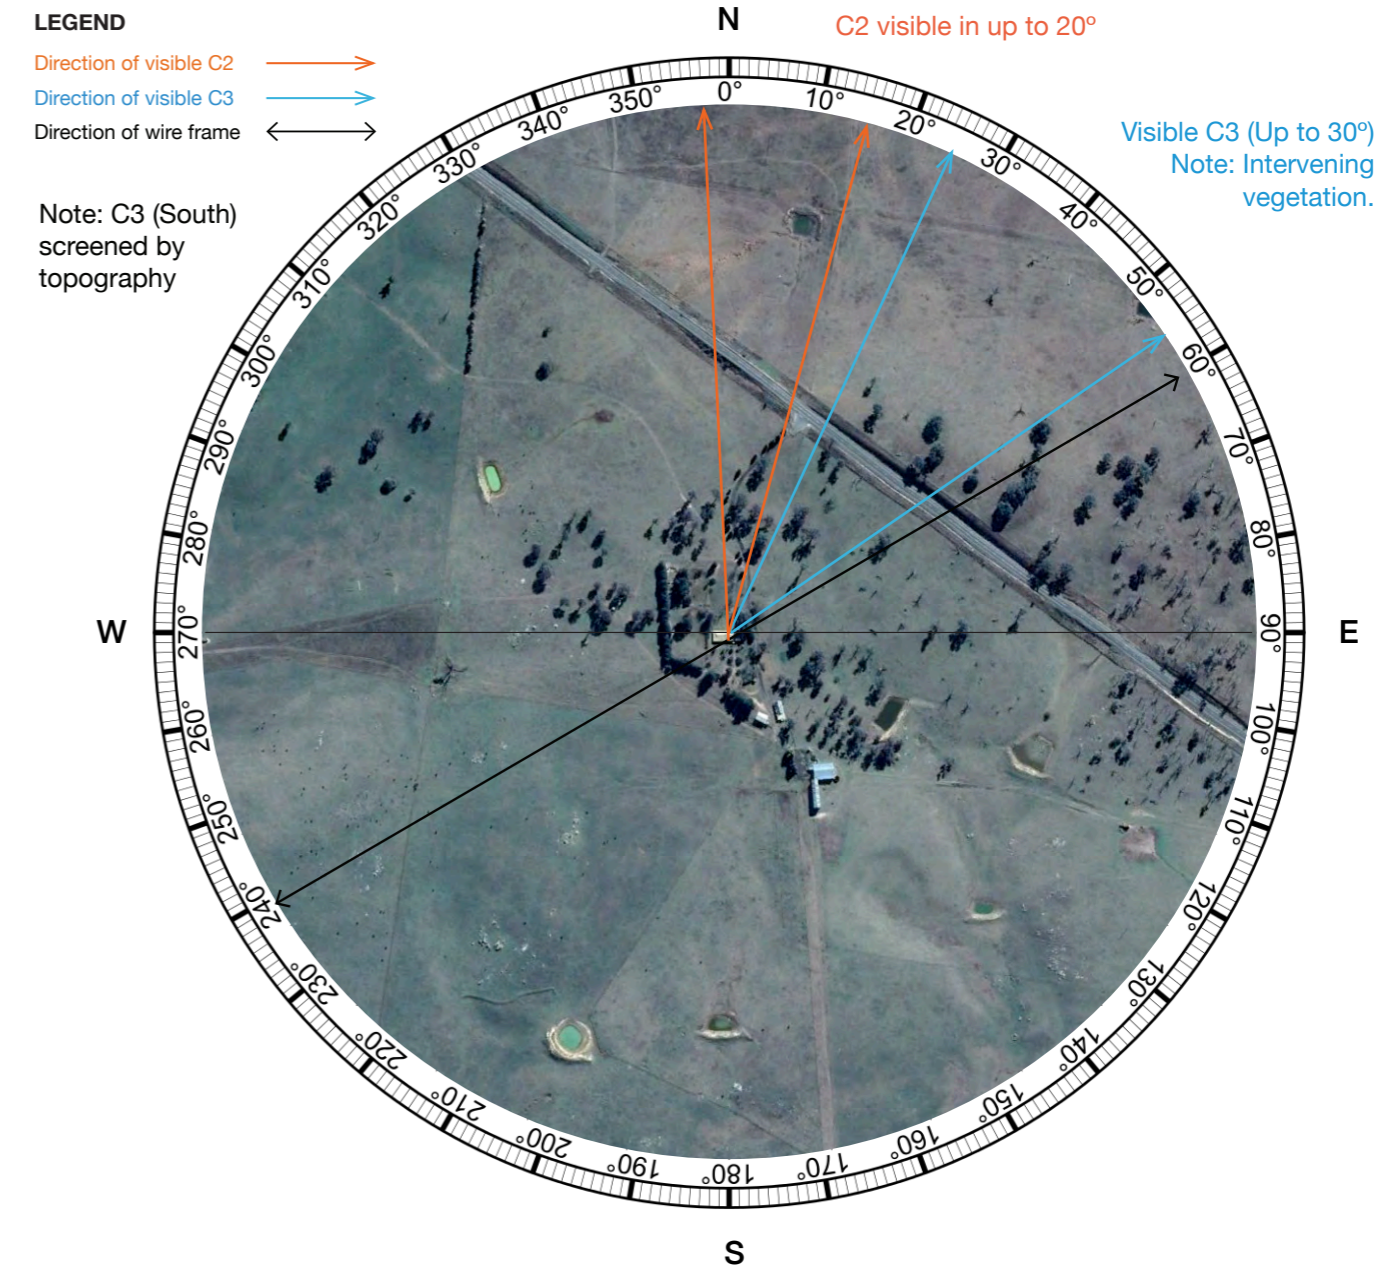 LEGEND
Direction of visible C2
Direction of visible C3
Direction of wire frame
Note: C3 (South)
screened by
topography
N
C2 visible in up to 20º
Visible C3 (Up to 30º)
Note: Intervening
vegetation.
0°
10°
20°
30°
40°
50°
60°
70°
80°
90°
E
100°
110°
120°
130°
140°
150°
160°
170°
180°
S
190°
200°
210°
220°
230°
240°
250°
260°
270°
W
280°
290°
300°
310°
320°
330°
340°
350°